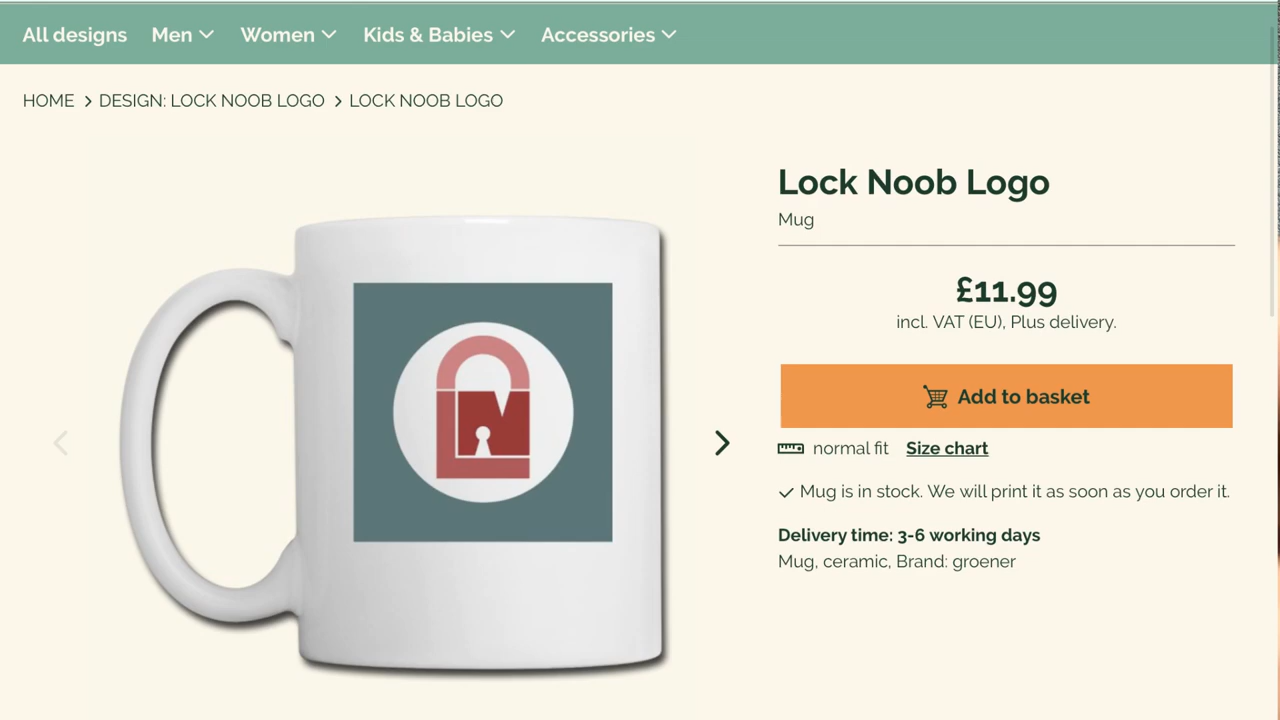 All designs Men Women Kids & Babies Accessories
HOME > DESIGN: LOCK NOOB LOGO > LOCK NOOB LOGO
Lock Noob Logo
Mug
£11.99
incl. VAT (EU), Plus delivery.
Add to basket
normal fit Size chart
Mug is in stock. We will print it as soon as you order it.
Delivery time: 3-6 working days
Mug, ceramic, Brand: groener